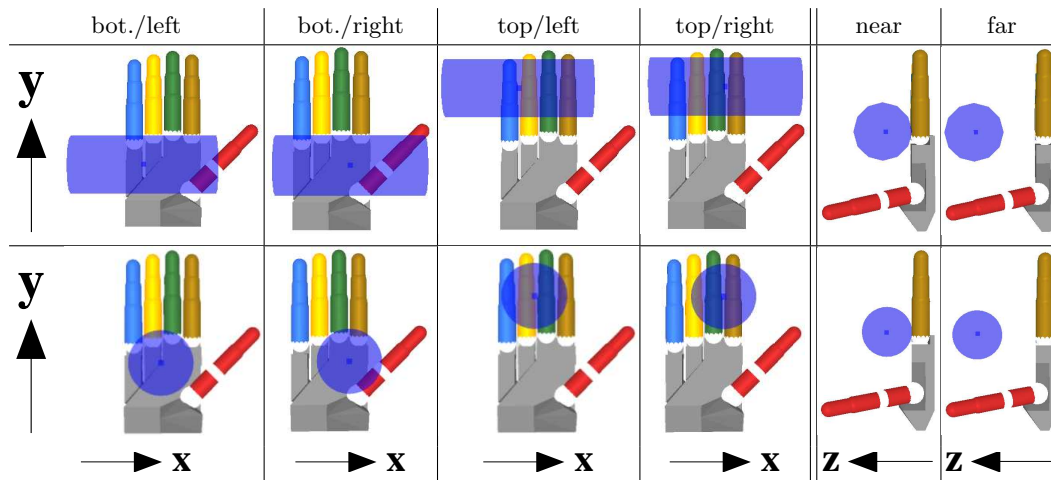 bot./left bot./right top/left top/right near far
y
y
x x x x z z